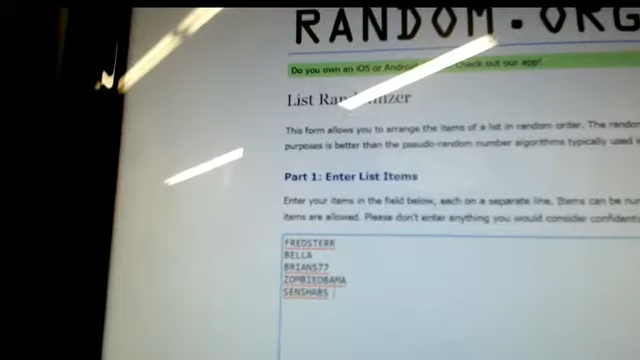 RANDOM.ORG
Do you own an iOS or Android Check out our app!
List Randomizer
This form allows you to arrange the items of a list in random order. The random
purposes is better than the pseudo-random number algorithms typically used
Part 1: Enter List Items
Enter your items in the field below, each on a separate line. Items can be
items are allowed. Please don't enter anything you would consider
FREDSTERR
BELLA
BRIANS77
ZOMBIEOBAMA
SENSHABS